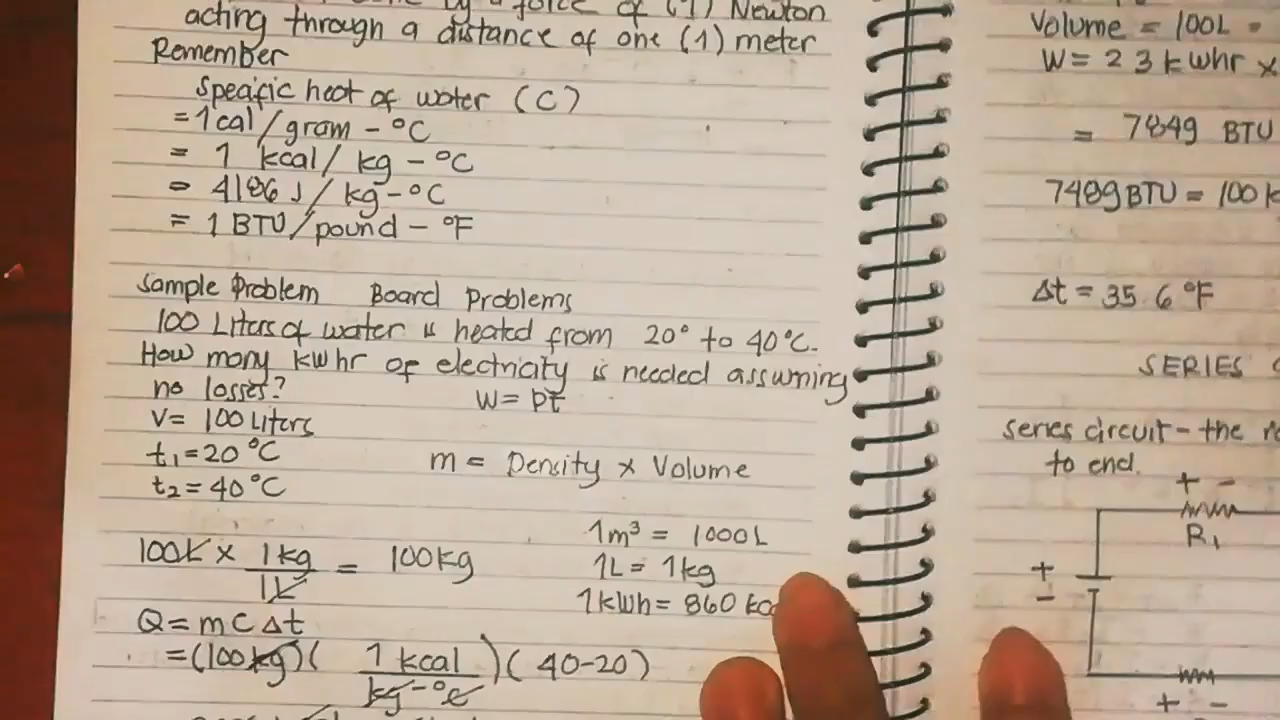 acting through a distance of one (1) meter
Remember
Specific heat of water (C)
= 1 cal/gram - °C
= 1 kcal/kg - °C
= 4186 J/kg-°C
= 1 BTU/pound - °F
Sample Problem Board Problems
100 Liters of water is heated from 20° to 40°C.
How many kwhr of electricity is needed assuming
no losses?
W = Pt
V = 100 Liters
t1 = 20°C
t2 = 40°C
m = Density x Volume
1m³ = 1000L
1L = 1kg
1kWh = 860
100L x 1kg/1L = 100kg
Q = mc∆t
= (100kg)(1 kcal/kg-°c)(40-20)
Volume = 100L
W = 2.3 kwhr x
= 7849 BTU
7489 BTU = 100
∆t = 35.6 °F
SERIES
series circuit - the
to end.
+ -
R1
+
-
+ -